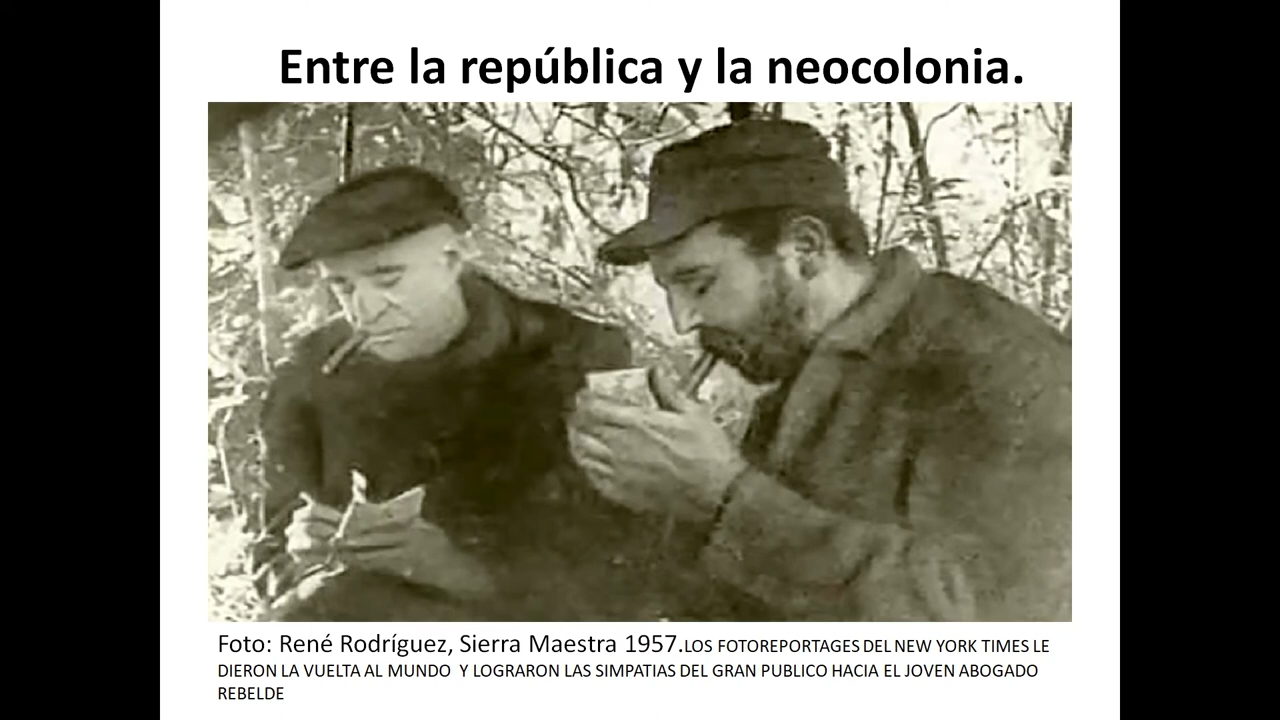 Entre la república y la neocolonia.
Foto: René Rodríguez, Sierra Maestra 1957.LOS FOTOREPORTAGES DEL NEW YORK TIMES LE
DIERON LA VUELTA AL MUNDO Y LOGRARON LAS SIMPATIAS DEL GRAN PUBLICO HACIA EL JOVEN ABOGADO
REBELDE